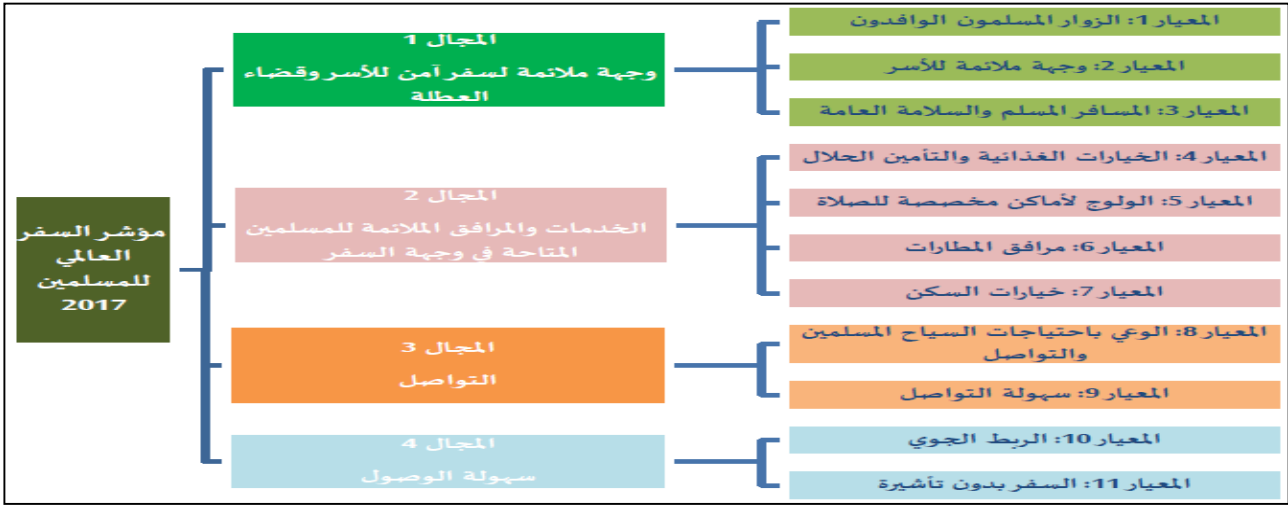 مؤشر السفر
العالمي
للمسلمين
2017
المجال 1
وجهة ملائمة لسفر آمن للأسر وقضاء
العطلة
المعيار 1: الزوار المسلمون الوافدون
المعيار 2: وجهة ملائمة للأسر
المعيار 3: المسافر المسلم والسلامة العامة
المجال 2
الخدمات والمرافق الملائمة للمسلمين
المتاحة في وجهة السفر
المعيار 4: الخيارات الغذائية والتأمين الحلال
المعيار 5: الولوج لأماكن مخصصة للصلاة
المعيار 6: مرافق المطارات
المعيار 7: خيارات السكن
المجال 3
التواصل
المعيار 8: الوعي باحتياجات السياح المسلمين
والتواصل
المعيار 9: سهولة التواصل
المجال 4
سهولة الوصول
المعيار 10: الربط الجوي
المعيار 11: السفر بدون تأشيرة